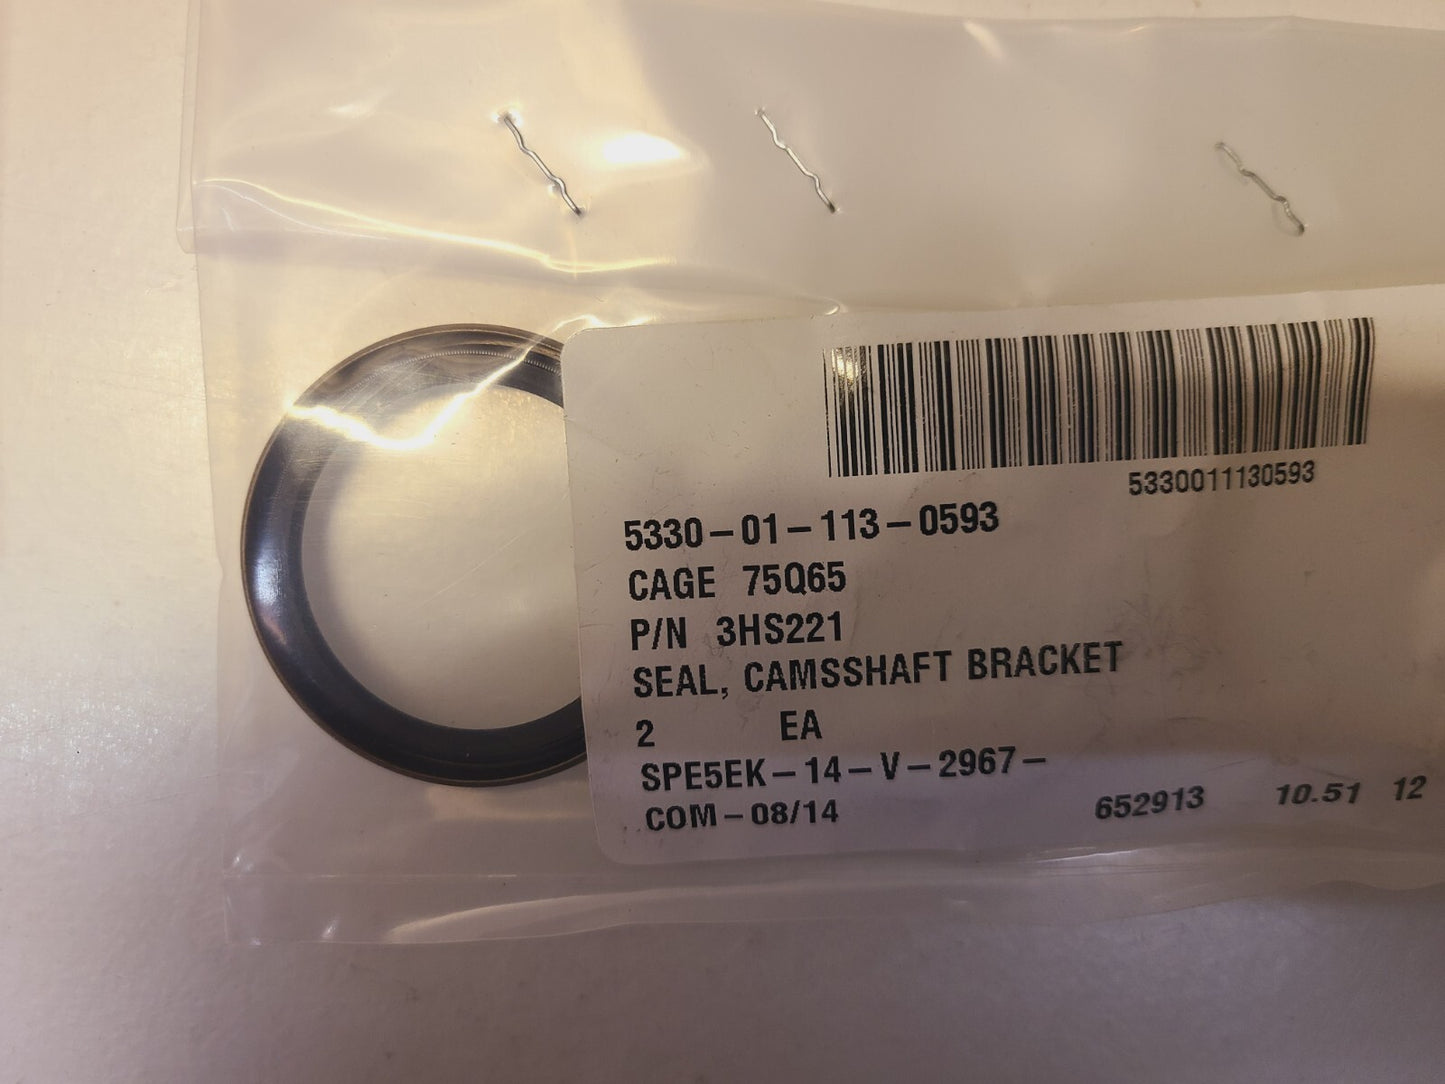 5330011130593
5330-01-113-0593
CAGE 75Q65
P/N 3HS221
SEAL, CAMSSHAFT BRACKET
2 EA
SPE5EK-14-V-2967-
COM-08/14 652913 10.51 12